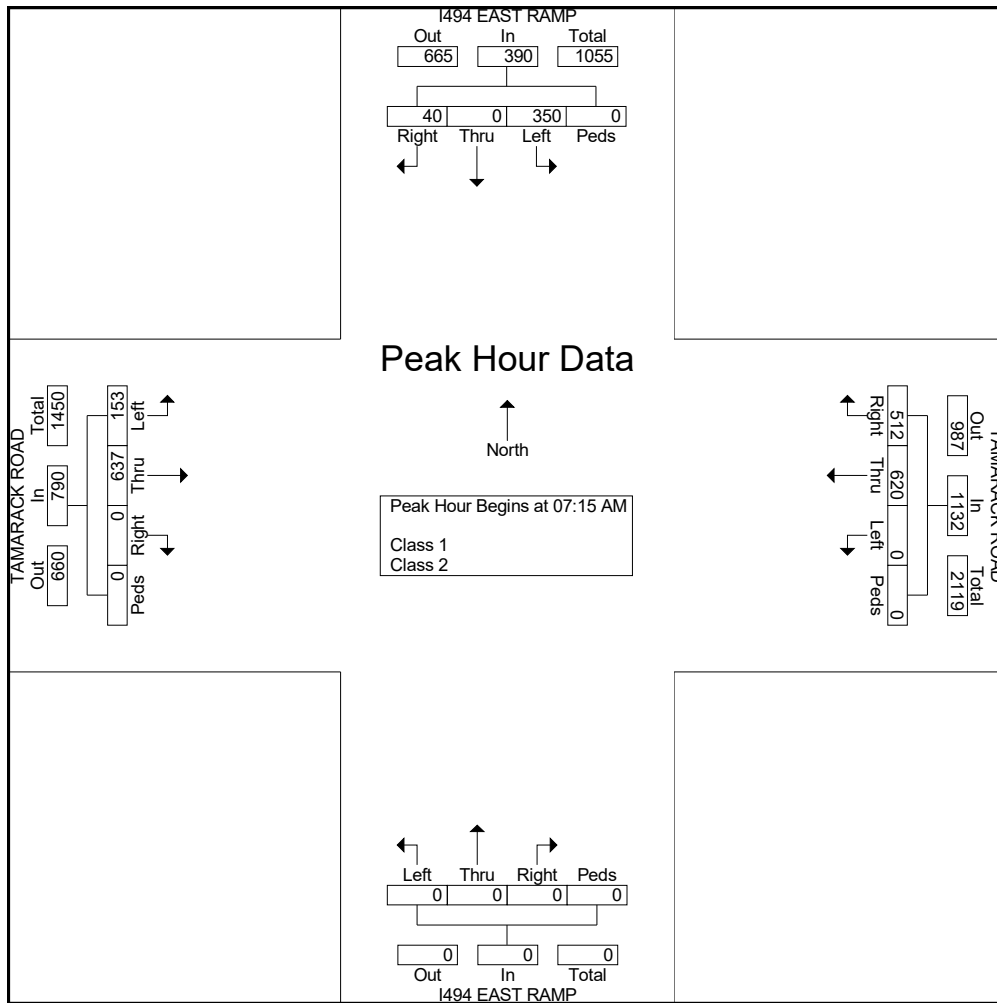 I494 EAST RAMP
Out In Total
665 390 1055
40 0 350 0
Right Thru Left Peds
Peak Hour Data
North
Peak Hour Begins at 07:15 AM
Class 1
Class 2
TAMARACK ROAD
Out In Total
660 790 1450
153 637 0 0
Left Thru Right Peds
TAMARACK ROAD
Out In Total
987 1132 2119
512 620 0 0
Right Thru Left Peds
Left Thru Right Peds
0 0 0 0
0 0 0
Out In Total
I494 EAST RAMP